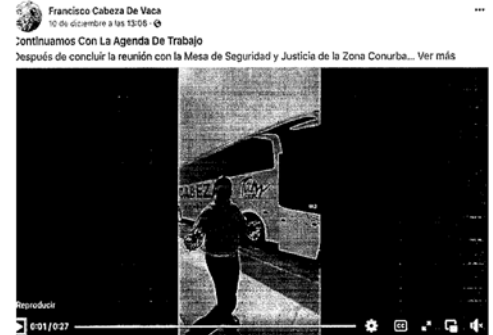 Francisco Cabeza De Vaca
10 de diciembre a las 13:06 ·
Continuamos Con La Agenda De Trabajo
Después de concluir la reunión con la Mesa de Seguridad y Justicia de la Zona Conurba... Ver más
CABEZA
Reproducir
0:01/0:27
CC